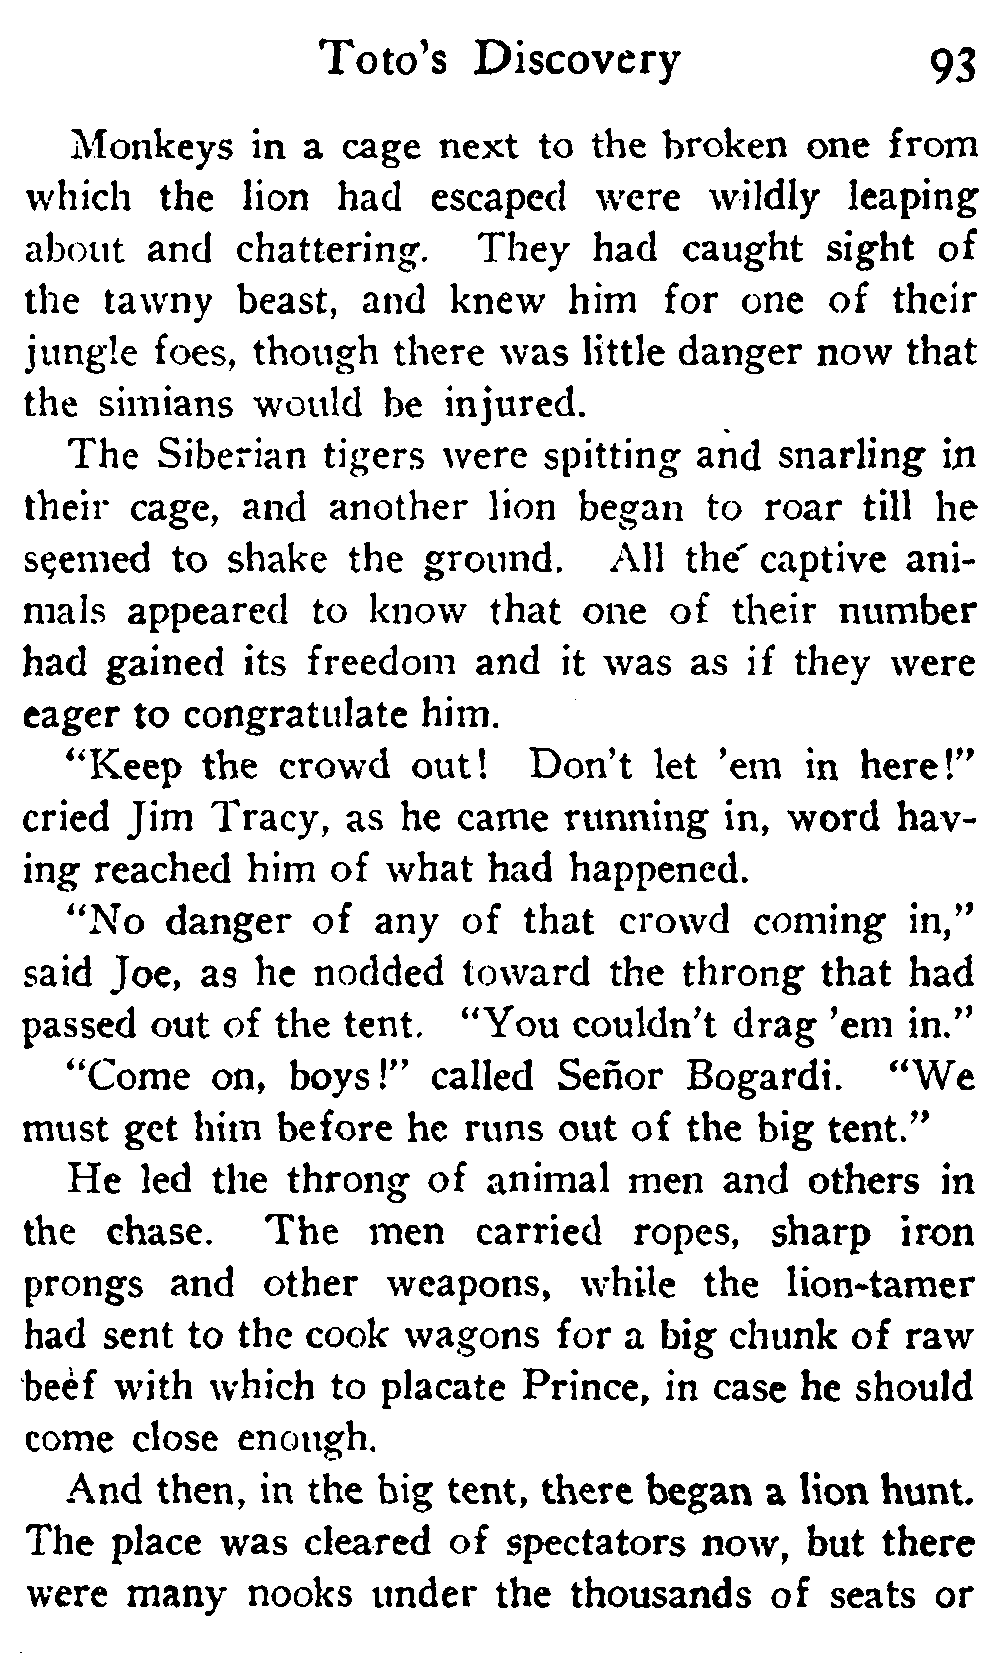 Toto's Discovery 93
Monkeys in a cage next to the broken one from
which the lion had escaped were wildly leaping
about and chattering. They had caught sight of
the tawny beast, and knew him for one of their
jungle foes, though there was little danger now that
the simians would be injured.
The Siberian tigers were spitting and snarling in
their cage, and another lion began to roar till he
seemed to shake the ground. All the captive ani-
mals appeared to know that one of their number
had gained its freedom and it was as if they were
eager to congratulate him.
"Keep the crowd out! Don't let 'em in here!"
cried Jim Tracy, as he came running in, word hav-
ing reached him of what had happened.
"No danger of any of that crowd coming in,"
said Joe, as he nodded toward the throng that had
passed out of the tent. "You couldn't drag 'em in."
"Come on, boys!" called Señor Bogardi. "We
must get him before he runs out of the big tent."
He led the throng of animal men and others in
the chase. The men carried ropes, sharp iron
prongs and other weapons, while the lion-tamer
had sent to the cook wagons for a big chunk of raw
beef with which to placate Prince, in case he should
come close enough.
And then, in the big tent, there began a lion hunt.
The place was cleared of spectators now, but there
were many nooks under the thousands of seats or